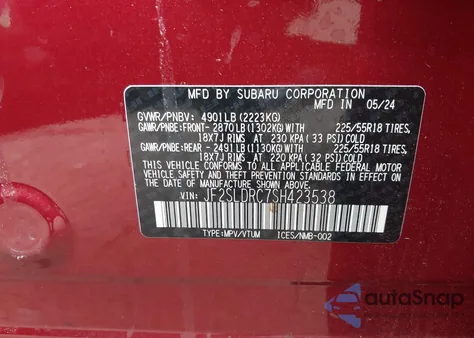 MFD BY SUBARU CORPORATION
MFD IN 05/24
GVWR/PNBV: 4901LB (2223KG)
GAWR/PNBE: FRONT- 2870LB (1302KG)WITH 225/55R18 TIRES,
18X7J RIMS AT 230 KPA (33 PSI) COLD.
GAWR/PNBE: REAR - 2491LB (1130KG)WITH 225/55R18 TIRES,
18X7J RIMS AT 220 KPA (32 PSI) COLD.
THIS VEHICLE CONFORMS TO ALL APPLICABLE FEDERAL MOTOR
VEHICLE SAFETY AND THEFT PREVENTION STANDARDS IN EFFECT
ON THE DATE OF MANUFACTURE SHOWN ABOVE.
VIN: JF2SLDRC7SH423538
TYPE:MPV/VTUM ICES/NMB-002
autoSnap